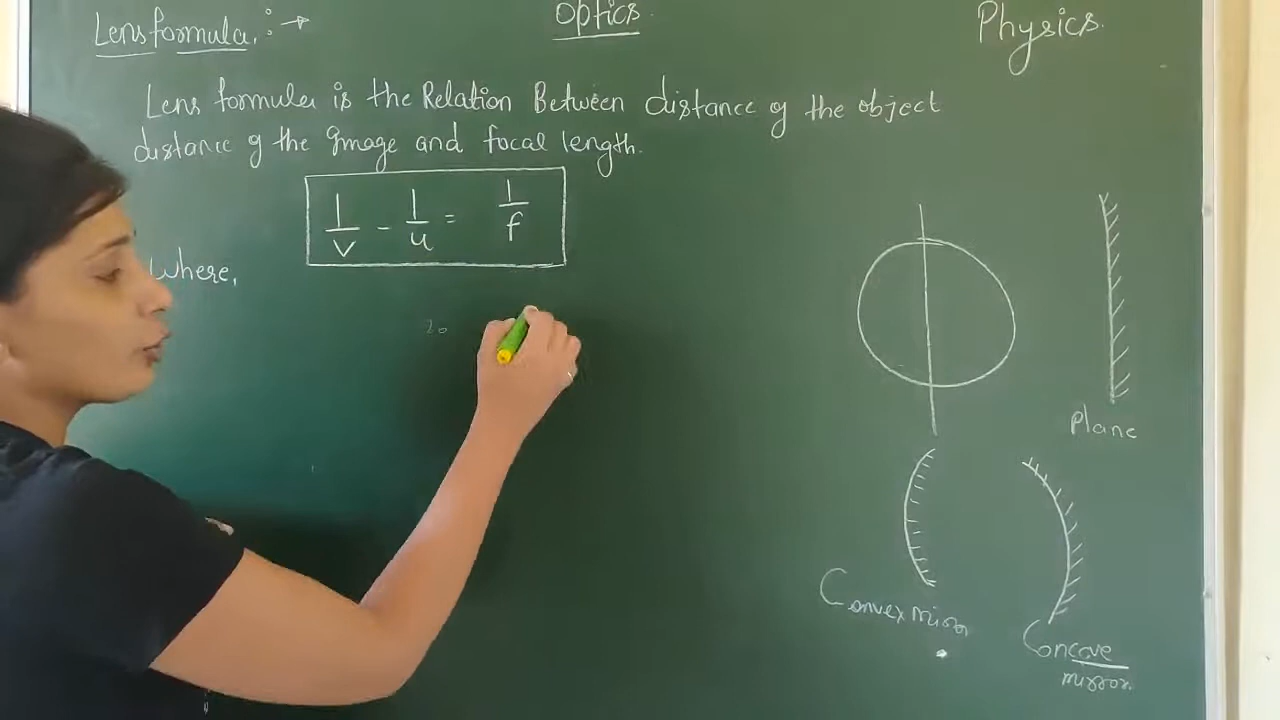 Lens formula :→
Optics
Physics.
Lens formula is the Relation Between distance of the object
distance of the Image and focal length.
1/v - 1/u = 1/f
Where,
20
Plane
Convex mirror
Concave
mirror.